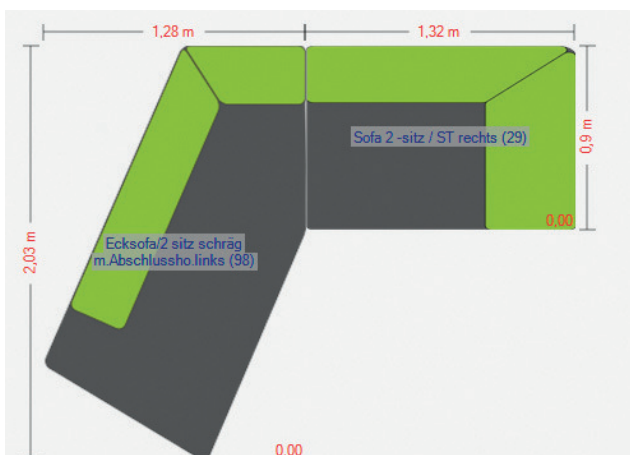 1,28 m
1,32 m
Sofa 2 -sitz / ST rechts (29)
0,9 m
0,00
Ecksofa/2 sitz schräg
m.Abschlussho.links (98)
2,03 m
0,00